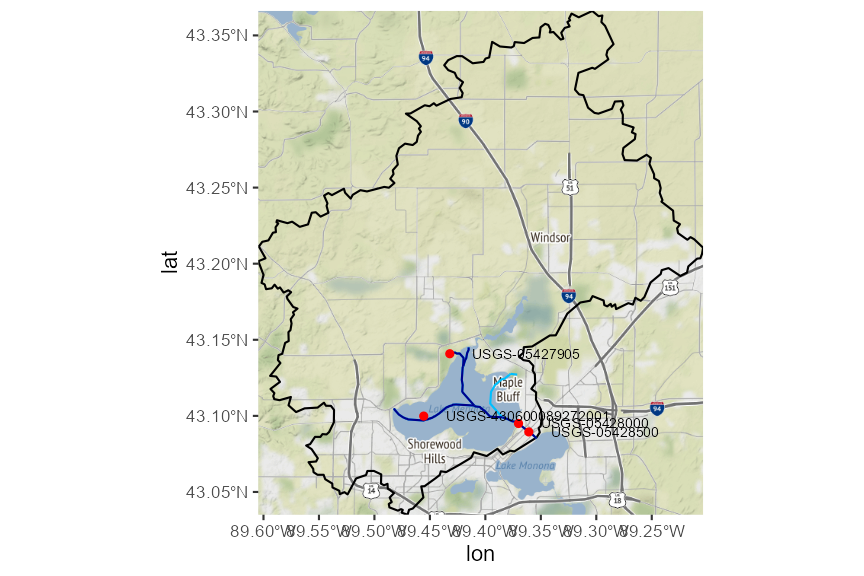 43.35°N
94
43.30°N
90
43.25°N
51
Windsor
lat
43.20°N
94
151
43.15°N
USGS-05427905
Maple
Bluff
94
43.10°N
USGS-430600089272001
USGS-05428000
USGS-05428500
Shorewood
Hills
Lake Monona
43.05°N
14
18
89.60°W
89.55°W
89.50°W
89.45°W
89.40°W
89.35°W
89.30°W
89.25°W
lon